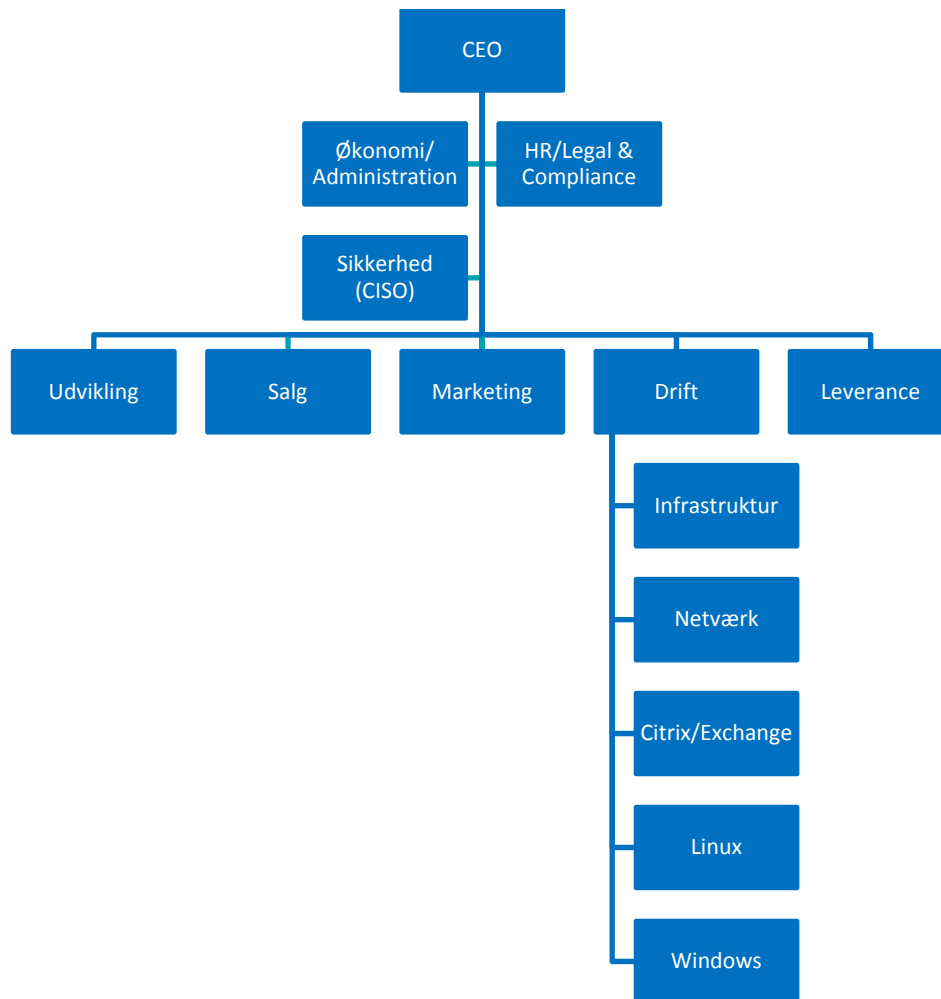 CEO
Økonomi/
Administration
HR/Legal &
Compliance
Sikkerhed
(CISO)
Udvikling
Salg
Marketing
Drift
Leverance
Infrastruktur
Netværk
Citrix/Exchange
Linux
Windows